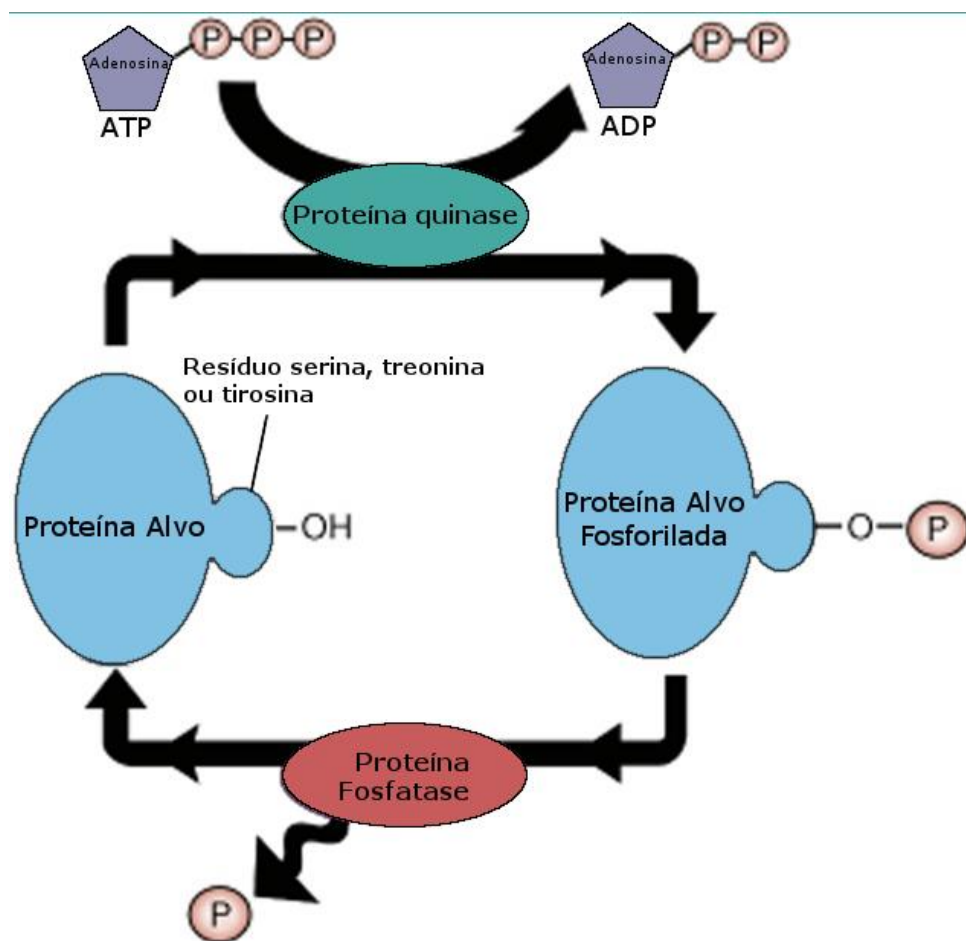 Adenosina
P P P
ATP
Adenosina
P P
ADP
Proteína quinase
Resíduo serina, treonina
ou tirosina
Proteína Alvo
OH
Proteína Alvo
Fosforilada
O
P
Proteína
Fosfatase
P